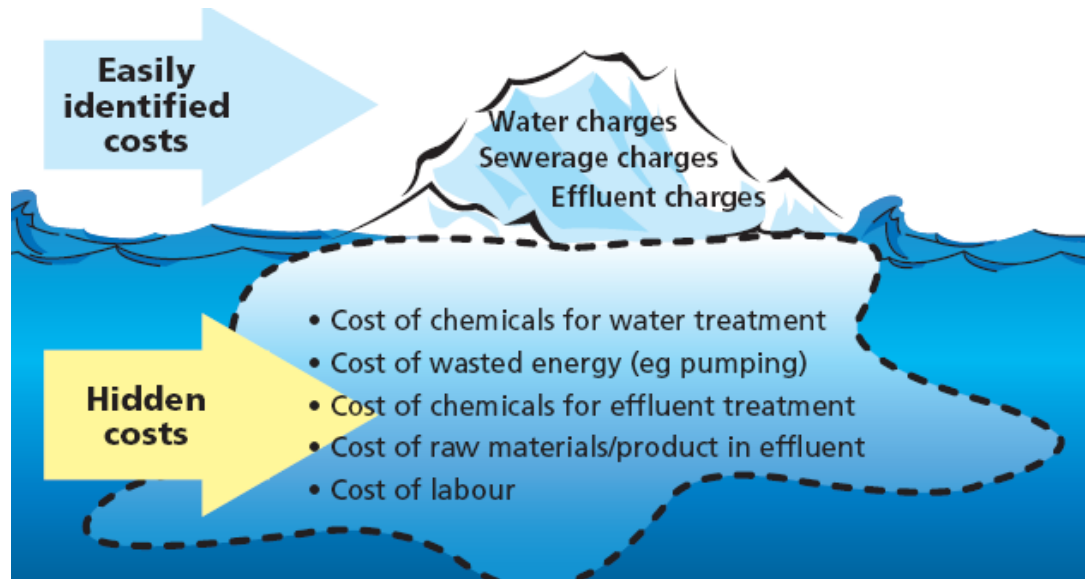 Easily
identified
costs
Water charges
Sewerage charges
Effluent charges
Hidden
costs
• Cost of chemicals for water treatment
• Cost of wasted energy (eg pumping)
• Cost of chemicals for effluent treatment
• Cost of raw materials/product in effluent
• Cost of labour